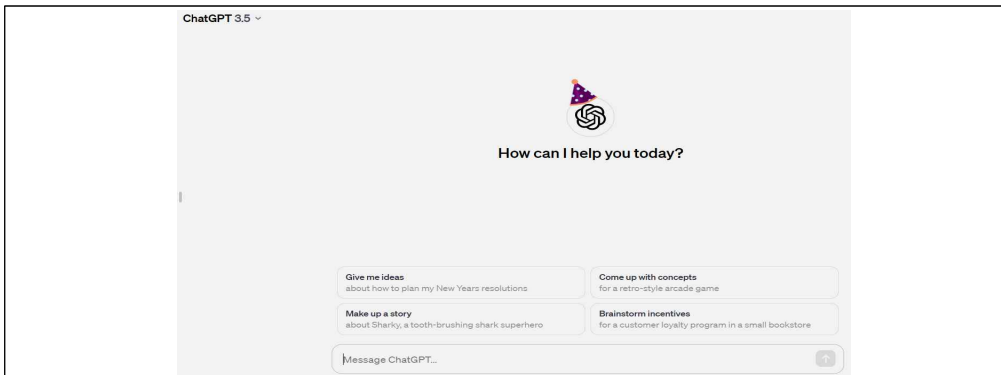 ChatGPT 3.5
How can I help you today?
Give me ideas
about how to plan my New Years resolutions
Come up with concepts
for a retro-style arcade game
Make up a story
about Sharky, a tooth-brushing shark superhero
Brainstorm incentives
for a customer loyalty program in a small bookstore
Message ChatGPT...